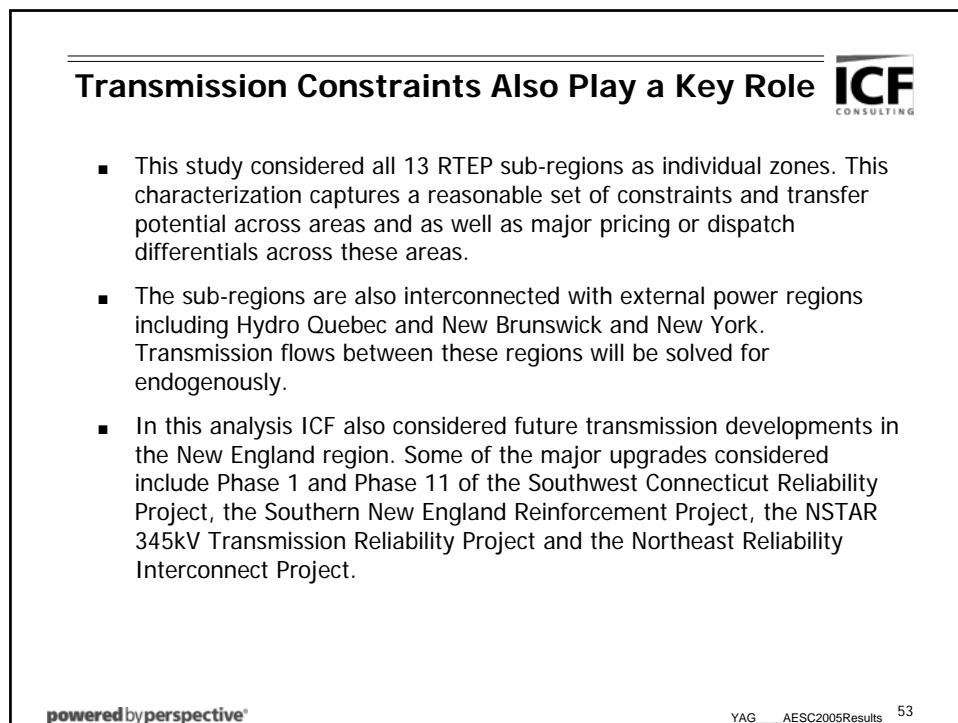 Transmission Constraints Also Play a Key Role
ICF
CONSULTING
▪ This study considered all 13 RTEP sub-regions as individual zones. This
characterization captures a reasonable set of constraints and transfer
potential across areas and as well as major pricing or dispatch
differentials across these areas.
▪ The sub-regions are also interconnected with external power regions
including Hydro Quebec and New Brunswick and New York.
Transmission flows between these regions will be solved for
endogenously.
▪ In this analysis ICF also considered future transmission developments in
the New England region. Some of the major upgrades considered
include Phase 1 and Phase 11 of the Southwest Connecticut Reliability
Project, the Southern New England Reinforcement Project, the NSTAR
345kV Transmission Reliability Project and the Northeast Reliability
Interconnect Project.
poweredbyperspective®
YAG____AESC2005Results 53